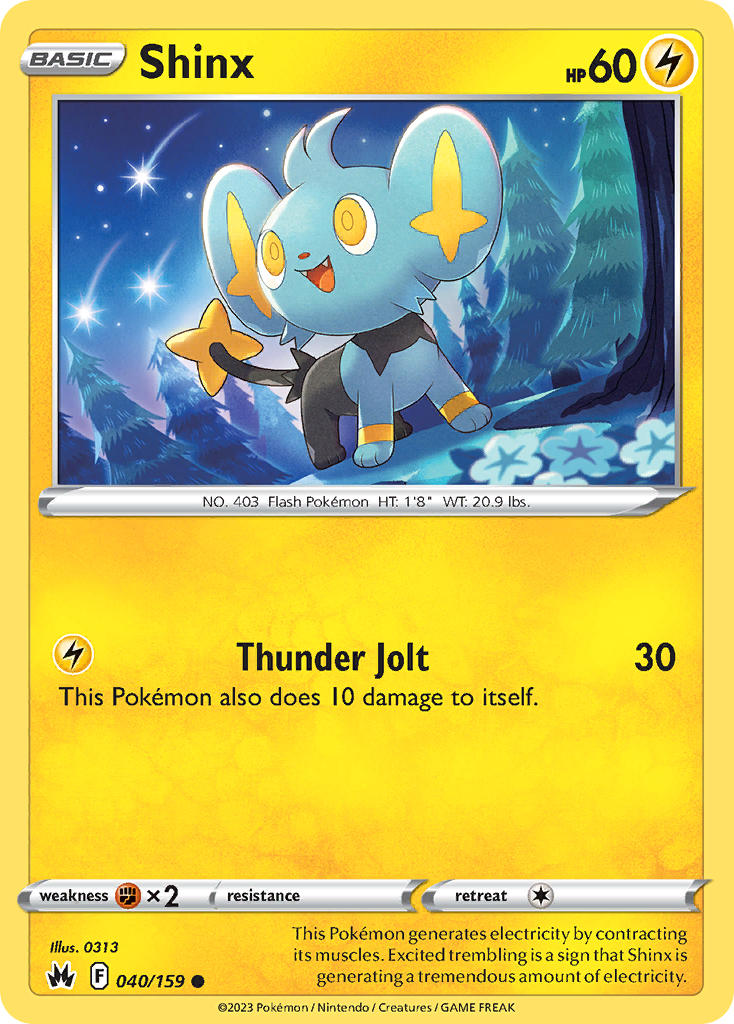 BASIC Shinx HP60
NO. 403 Flash Pokémon HT: 1'8" WT: 20.9 lbs.
Thunder Jolt 30
This Pokémon also does 10 damage to itself.
weakness ×2 resistance retreat
This Pokémon generates electricity by contracting
its muscles. Excited trembling is a sign that Shinx is
generating a tremendous amount of electricity.
Illus. 0313
F 040/159
©2023 Pokémon / Nintendo / Creatures / GAME FREAK